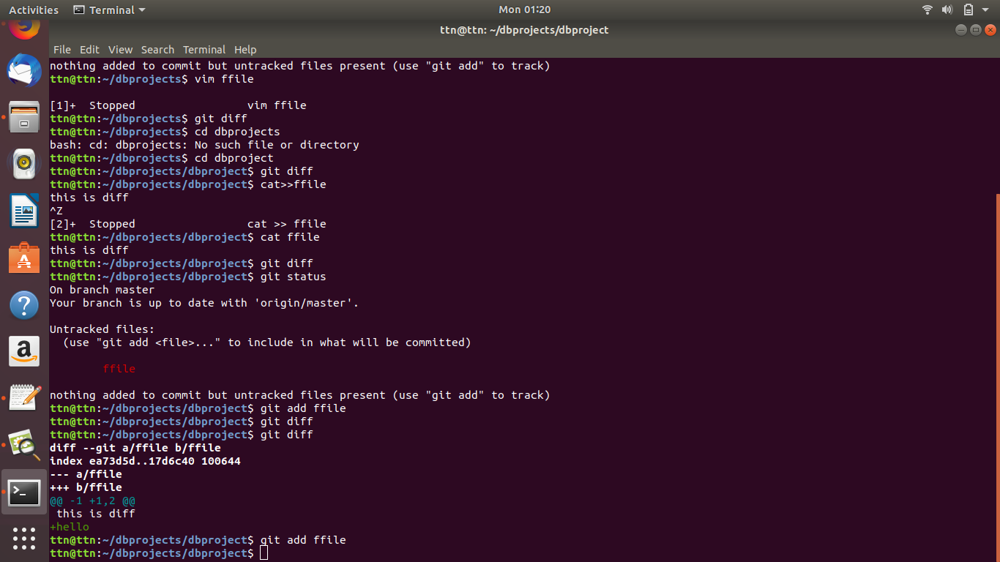 Activities Terminal Mon 01:20
ttn@ttn: ~/dbprojects/dbproject
File Edit View Search Terminal Help
nothing added to commit but untracked files present (use "git add" to track)
ttn@ttn:~/dbprojects$ vim ffile
[1]+  Stopped                 vim ffile
ttn@ttn:~/dbprojects$ git diff
ttn@ttn:~/dbprojects$ cd dbprojects
bash: cd: dbprojects: No such file or directory
ttn@ttn:~/dbprojects$ cd dbproject
ttn@ttn:~/dbprojects/dbproject$ git diff
ttn@ttn:~/dbprojects/dbproject$ cat>>ffile
this is diff
^Z
[2]+  Stopped                 cat >> ffile
ttn@ttn:~/dbprojects/dbproject$ cat ffile
this is diff
ttn@ttn:~/dbprojects/dbproject$ git diff
ttn@ttn:~/dbprojects/dbproject$ git status
On branch master
Your branch is up to date with 'origin/master'.
Untracked files:
  (use "git add <file>..." to include in what will be committed)
        ffile
nothing added to commit but untracked files present (use "git add" to track)
ttn@ttn:~/dbprojects/dbproject$ git add ffile
ttn@ttn:~/dbprojects/dbproject$ git diff
ttn@ttn:~/dbprojects/dbproject$ git diff
diff --git a/ffile b/ffile
index ea73d5d..17d6c40 100644
--- a/ffile
+++ b/ffile
@@ -1 +1,2 @@
 this is diff
+hello
ttn@ttn:~/dbprojects/dbproject$ git add ffile
ttn@ttn:~/dbprojects/dbproject$